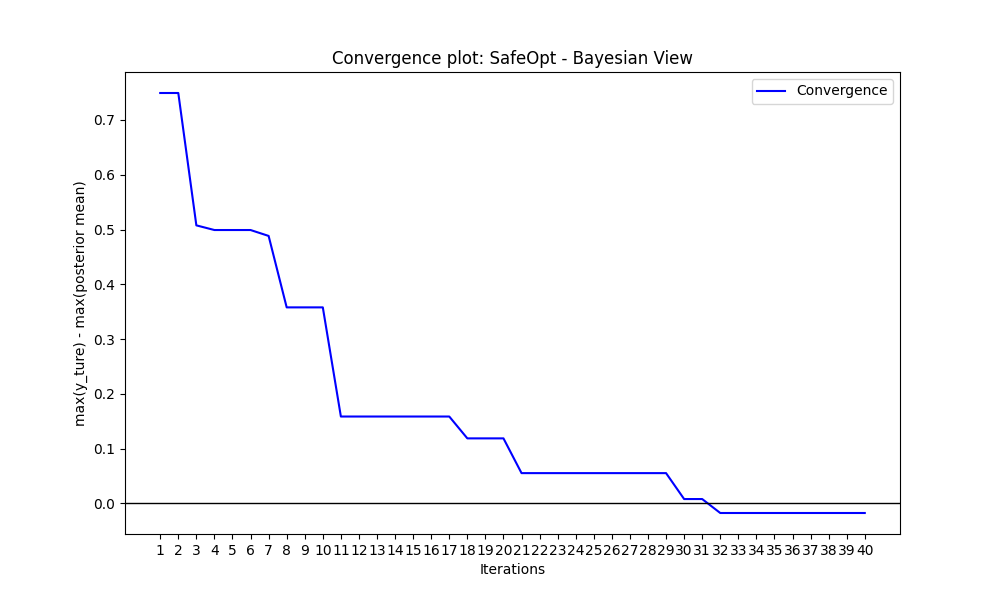 Convergence plot: SafeOpt - Bayesian View
Convergence
max(y_ture) - max(posterior mean)
0.7
0.6
0.5
0.4
0.3
0.2
0.1
0.0
1 2 3 4 5 6 7 8 9 10 11 12 13 14 15 16 17 18 19 20 21 22 23 24 25 26 27 28 29 30 31 32 33 34 35 36 37 38 39 40
Iterations